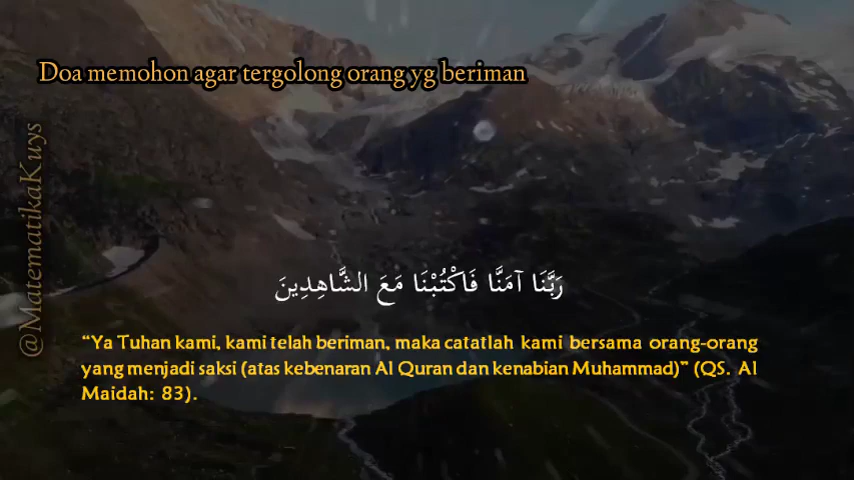 Doa memohon agar tergolong orang yg beriman
@MatematikaKuys
رَبَّنَا آمَنَّا فَاكْتُبْنَا مَعَ الشَّاهِدِينَ
“Ya Tuhan kami, kami telah beriman, maka catatlah kami bersama orang-orang
yang menjadi saksi (atas kebenaran Al Quran dan kenabian Muhammad)” (QS. Al
Maidah: 83).